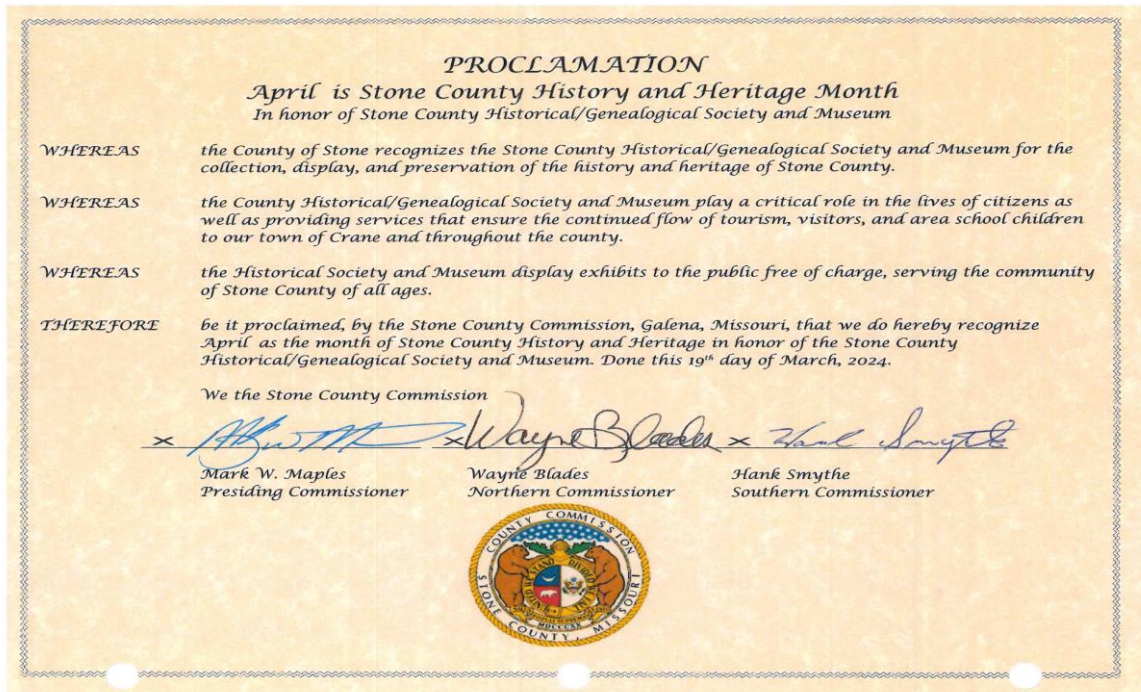 PROCLAMATION
April is Stone County History and Heritage Month
In honor of Stone County Historical/Genealogical Society and Museum
WHEREAS the County of Stone recognizes the Stone County Historical/Genealogical Society and Museum for the
collection, display, and preservation of the history and heritage of Stone County.
WHEREAS the County Historical/Genealogical Society and Museum play a critical role in the lives of citizens as
well as providing services that ensure the continued flow of tourism, visitors, and area school children
to our town of Crane and throughout the county.
WHEREAS the Historical Society and Museum display exhibits to the public free of charge, serving the community
of Stone County of all ages.
THEREFORE be it proclaimed, by the Stone County Commission, Galena, Missouri, that we do hereby recognize
April as the month of Stone County History and Heritage in honor of the Stone County
Historical/Genealogical Society and Museum. Done this 19th day of March, 2024.
We the Stone County Commission
x x Wayne Blades x Hank Smythe
Mark W. Maples Wayne Blades Hank Smythe
Presiding Commissioner Northern Commissioner Southern Commissioner
COUNTY COMMISSION
STONE COUNTY, MISSOURI
UNITED WE STAND DIVIDED WE FALL
MDCCCXX